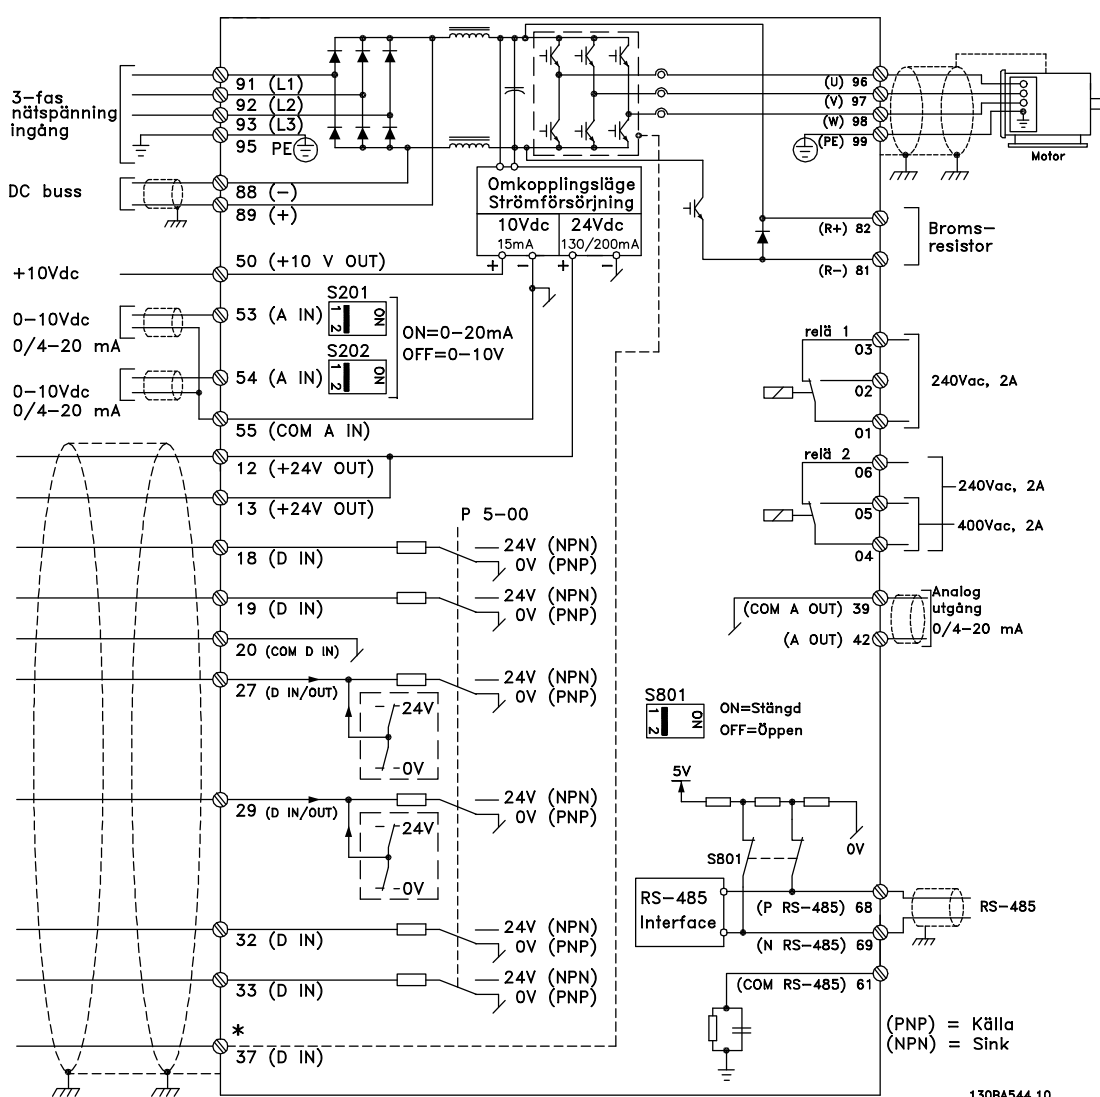 3-fas
nätspänning
ingång
91 (L1)
92 (L2)
93 (L3)
95 PE
DC buss
88 (-)
89 (+)
+10Vdc
50 (+10 V OUT)
0-10Vdc
0/4-20 mA
53 (A IN)
S201
1 2
ON
0-10Vdc
0/4-20 mA
54 (A IN)
S202
1 2
ON
ON=0-20mA
OFF=0-10V
55 (COM A IN)
12 (+24V OUT)
13 (+24V OUT)
Omkopplingsläge
Strömförsörjning
10Vdc
15mA
24Vdc
130/200mA
+ - + -
P 5-00
18 (D IN)
24V (NPN)
0V (PNP)
19 (D IN)
24V (NPN)
0V (PNP)
20 (COM D IN)
27 (D IN/OUT)
24V (NPN)
0V (PNP)
24V
0V
29 (D IN/OUT)
24V (NPN)
0V (PNP)
24V
0V
32 (D IN)
24V (NPN)
0V (PNP)
33 (D IN)
24V (NPN)
0V (PNP)
*
37 (D IN)
(U) 96
(V) 97
(W) 98
(PE) 99
Motor
(R+) 82
(R-) 81
Broms-
resistor
relä 1
03
02
01
240Vac, 2A
relä 2
06
05
04
240Vac, 2A
400Vac, 2A
(COM A OUT) 39
(A OUT) 42
Analog
utgång
0/4-20 mA
S801
1 2
ON
ON=Stängd
OFF=Öppen
5V
0V
S801
RS-485
Interface
(P RS-485) 68
(N RS-485) 69
RS-485
(COM RS-485) 61
(PNP) = Källa
(NPN) = Sink
130BA544.10